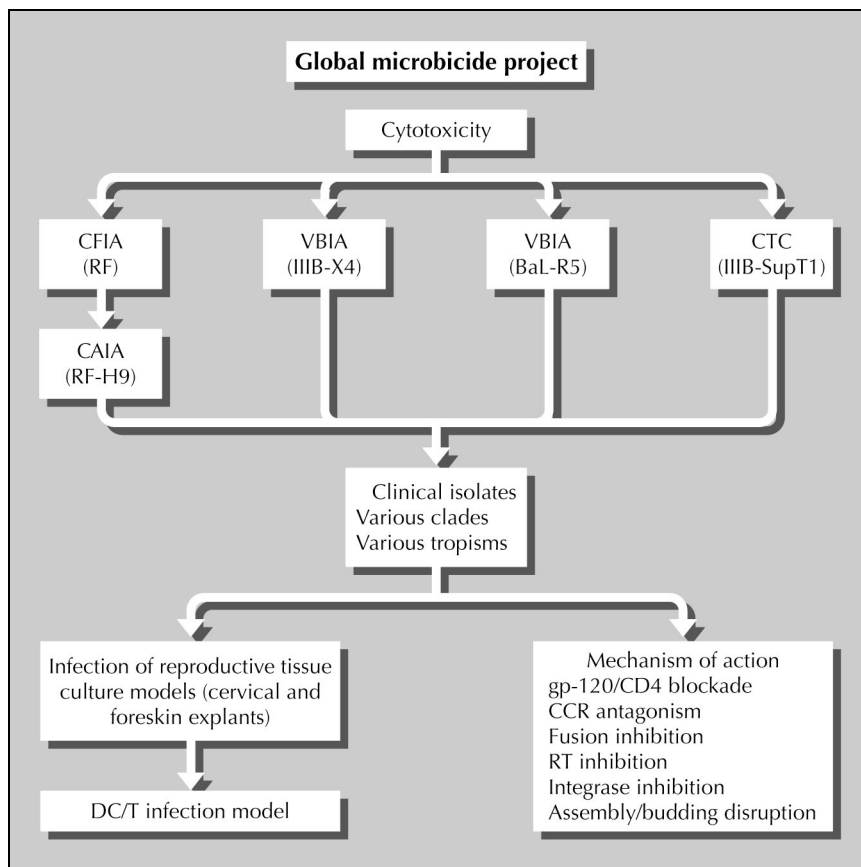 Global microbicide project
Cytotoxicity
CFIA
(RF)
VBIA
(IIIB-X4)
VBIA
(BaL-R5)
CTC
(IIIB-SupT1)
CAIA
(RF-H9)
Clinical isolates
Various clades
Various tropisms
Infection of reproductive tissue
culture models (cervical and
foreskin explants)
DC/T infection model
Mechanism of action
gp-120/CD4 blockade
CCR antagonism
Fusion inhibition
RT inhibition
Integrase inhibition
Assembly/budding disruption